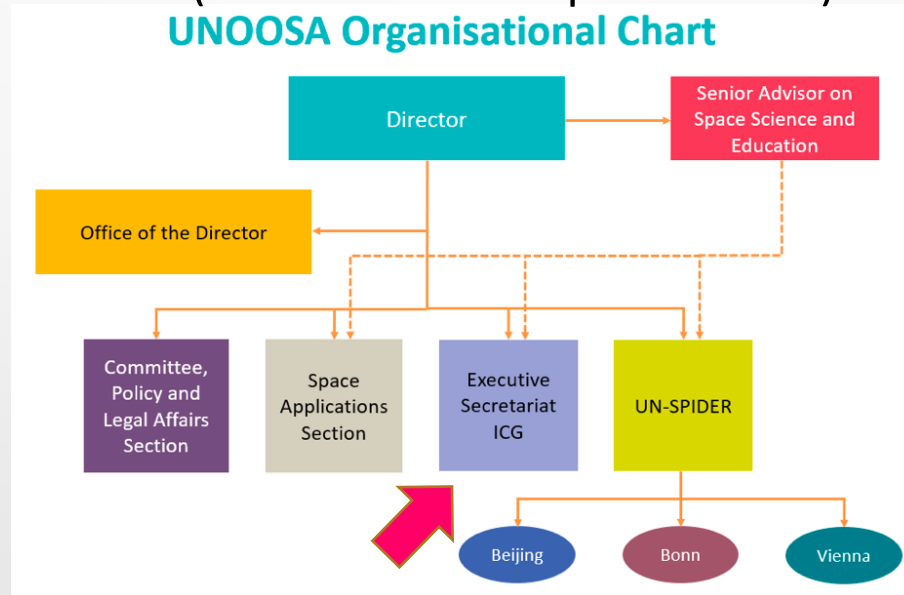 UNOOSA Organisational Chart
Director
Senior Advisor on
Space Science and
Education
Office of the Director
Committee,
Policy and
Legal Affairs
Section
Space
Applications
Section
Executive
Secretariat
ICG
UN-SPIDER
Beijing
Bonn
Vienna